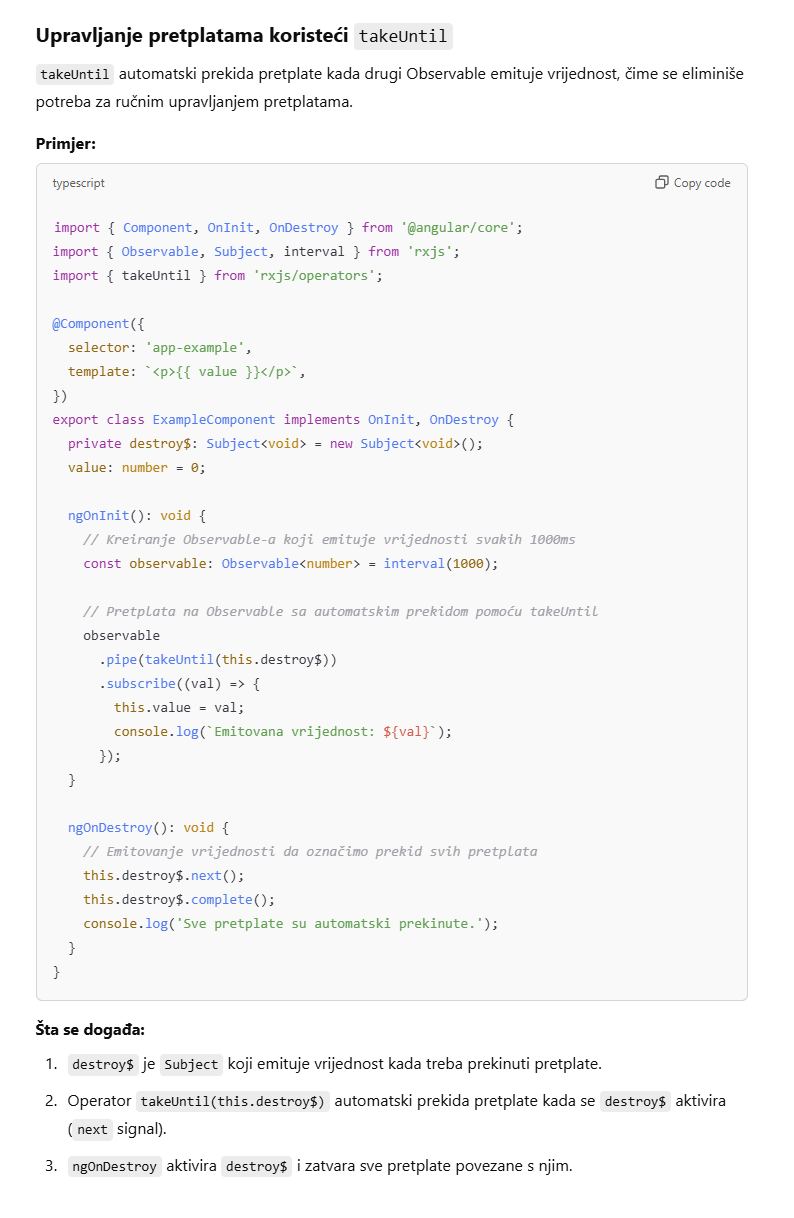 Upravljanje pretplatama koristeći takeUntil
takeUntil automatski prekida pretplate kada drugi Observable emituje vrijednost, čime se eliminiše
potreba za ručnim upravljanjem pretplatama.
Primjer:
typescript Copy code
import { Component, OnInit, OnDestroy } from '@angular/core';
import { Observable, Subject, interval } from 'rxjs';
import { takeUntil } from 'rxjs/operators';
@Component({
  selector: 'app-example',
  template: `<p>{{ value }}</p>`,
})
export class ExampleComponent implements OnInit, OnDestroy {
  private destroy$: Subject<void> = new Subject<void>();
  value: number = 0;
  ngOnInit(): void {
    // Kreiranje Observable-a koji emituje vrijednosti svakih 1000ms
    const observable: Observable<number> = interval(1000);
    // Pretplata na Observable sa automatskim prekidom pomoću takeUntil
    observable
      .pipe(takeUntil(this.destroy$))
      .subscribe((val) => {
        this.value = val;
        console.log(`Emitovana vrijednost: ${val}`);
      });
  }
  ngOnDestroy(): void {
    // Emitovanje vrijednosti da označimo prekid svih pretplata
    this.destroy$.next();
    this.destroy$.complete();
    console.log('Sve pretplate su automatski prekinute.');
  }
}
Šta se događa:
1. destroy$ je Subject koji emituje vrijednost kada treba prekinuti pretplate.
2. Operator takeUntil(this.destroy$) automatski prekida pretplate kada se destroy$ aktivira
( next signal).
3. ngOnDestroy aktivira destroy$ i zatvara sve pretplate povezane s njim.